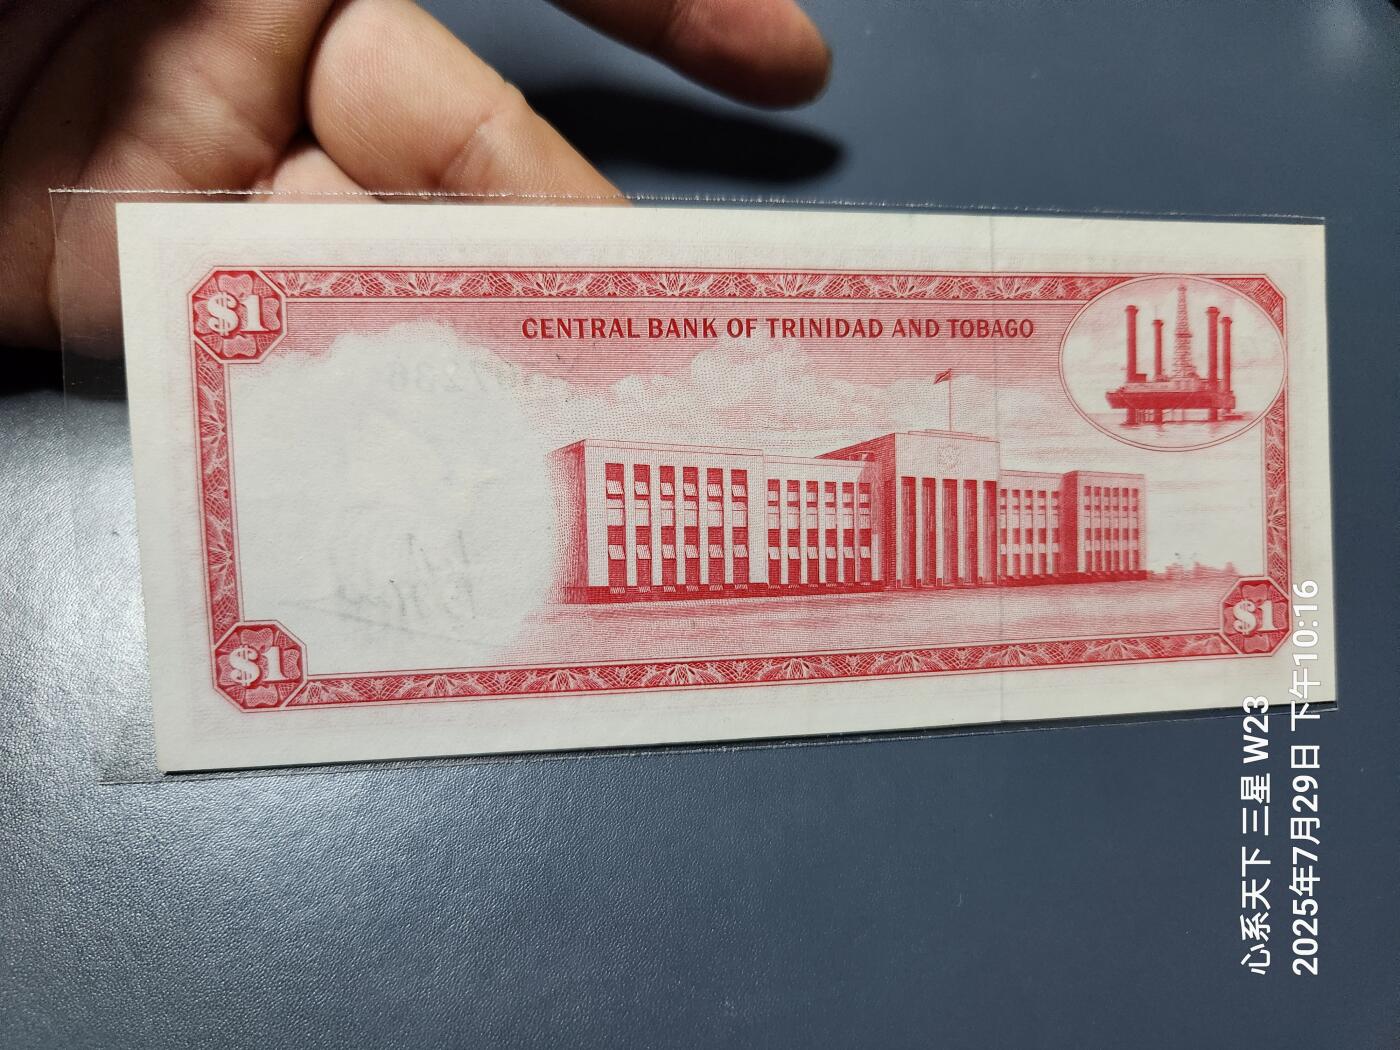 $1
CENTRAL BANK OF TRINIDAD AND TOBAGO
$1
$1
心系天下 三星 W23
2025年7月29日 下午10:16